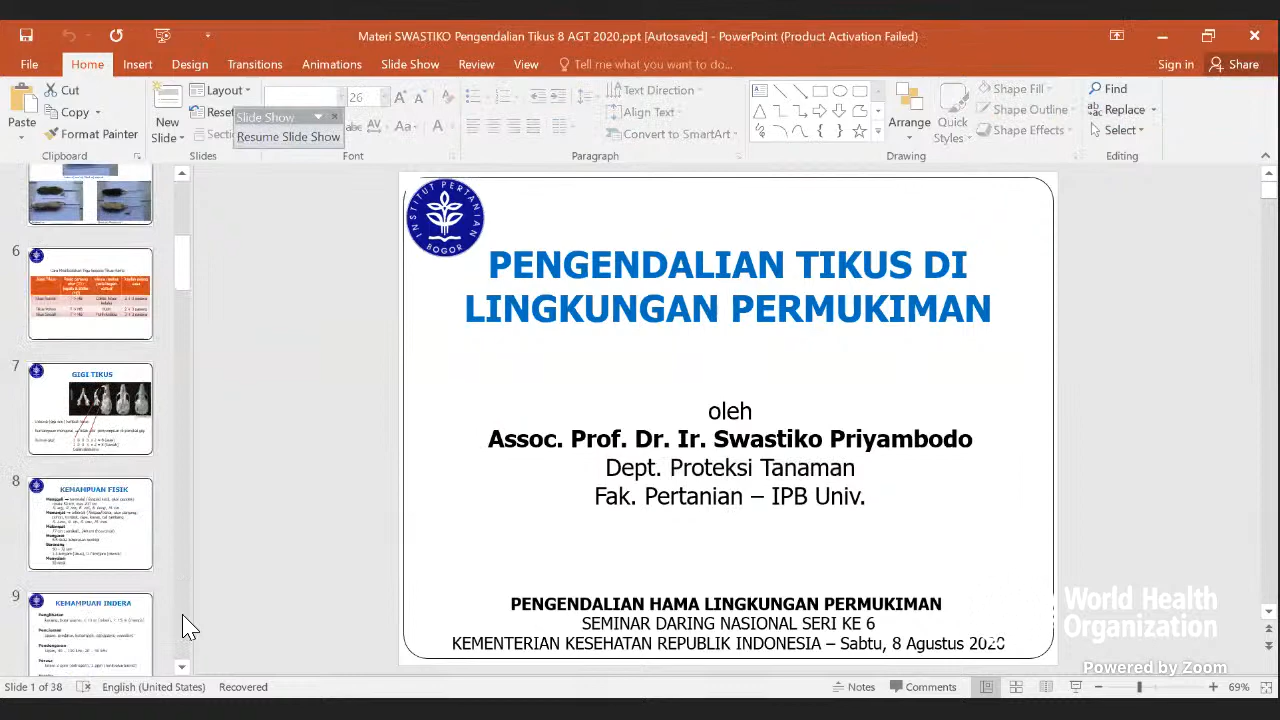 Materi SWASTIKO Pengendalian Tikus 8 AGT 2020.ppt [Autosaved] - PowerPoint (Product Activation Failed)
File Home Insert Design Transitions Animations Slide Show Review View Tell me what you want to do... Sign in Share
Paste Cut Copy Format Painter Clipboard
New Slide Layout Reset Slides
Slide Show
Resume Slide Show
26 Aa A Font
Text Direction
Align Text
Convert to SmartArt
Paragraph
Arrange Quick Styles
Shape Fill
Shape Outline
Shape Effects
Drawing
Find
Replace
Select
Editing
6
7
GIGI TIKUS
8
KEMAMPUAN FISIK
9
KEMAMPUAN INDERA
INSTITUT PERTANIAN
BOGOR
PENGENDALIAN TIKUS DI
LINGKUNGAN PERMUKIMAN
oleh
Assoc. Prof. Dr. Ir. Swastiko Priyambodo
Dept. Proteksi Tanaman
Fak. Pertanian – IPB Univ.
PENGENDALIAN HAMA LINGKUNGAN PERMUKIMAN
SEMINAR DARING NASIONAL SERI KE 6
KEMENTERIAN KESEHATAN REPUBLIK INDONESIA – Sabtu, 8 Agustus 2020
World Health
Organization
Powered by Zoom
Slide 1 of 38 English (United States) Recovered Notes Comments 69%